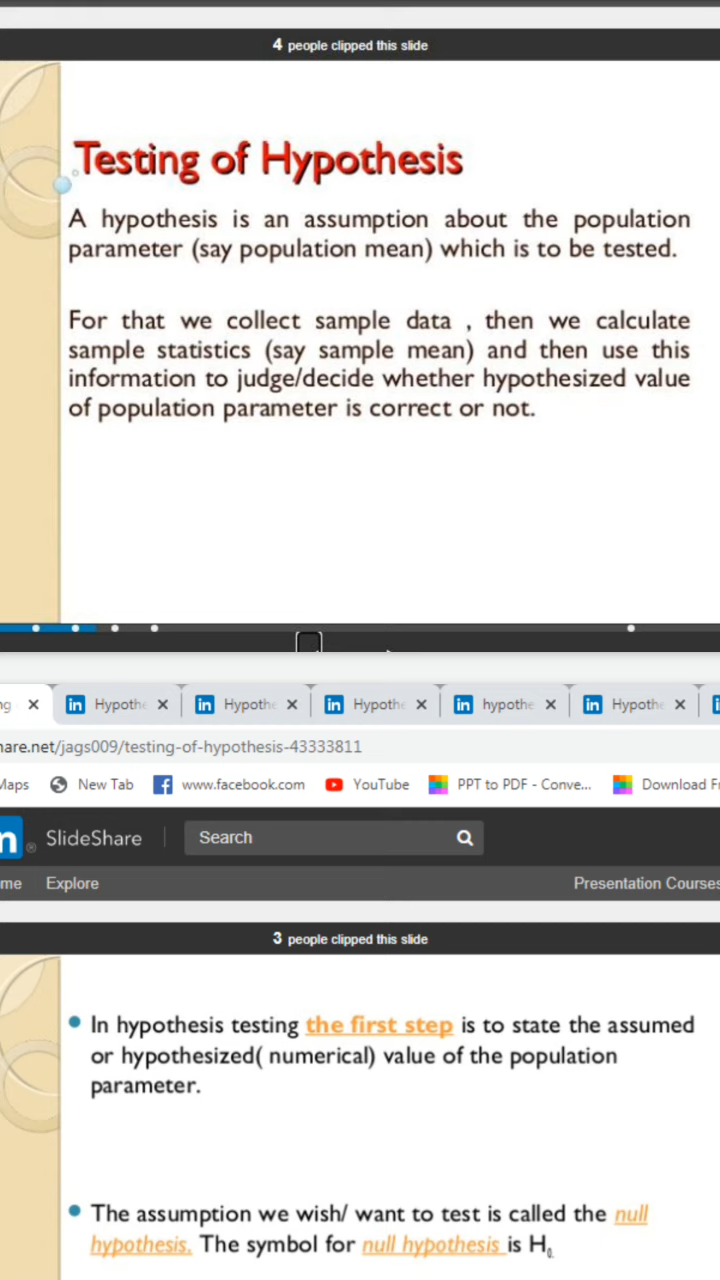 4 people clipped this slide
Testing of Hypothesis
A hypothesis is an assumption about the population
parameter (say population mean) which is to be tested.
For that we collect sample data , then we calculate
sample statistics (say sample mean) and then use this
information to judge/decide whether hypothesized value
of population parameter is correct or not.
ng Hypothe Hypothe Hypothe hypothe Hypothe
hare.net/jags009/testing-of-hypothesis-43333811
Maps New Tab www.facebook.com YouTube PPT to PDF - Conve... Download Fr
in SlideShare Search
me Explore Presentation Courses
3 people clipped this slide
In hypothesis testing the first step is to state the assumed
or hypothesized( numerical) value of the population
parameter.
The assumption we wish/ want to test is called the null
hypothesis. The symbol for null hypothesis is H₀.